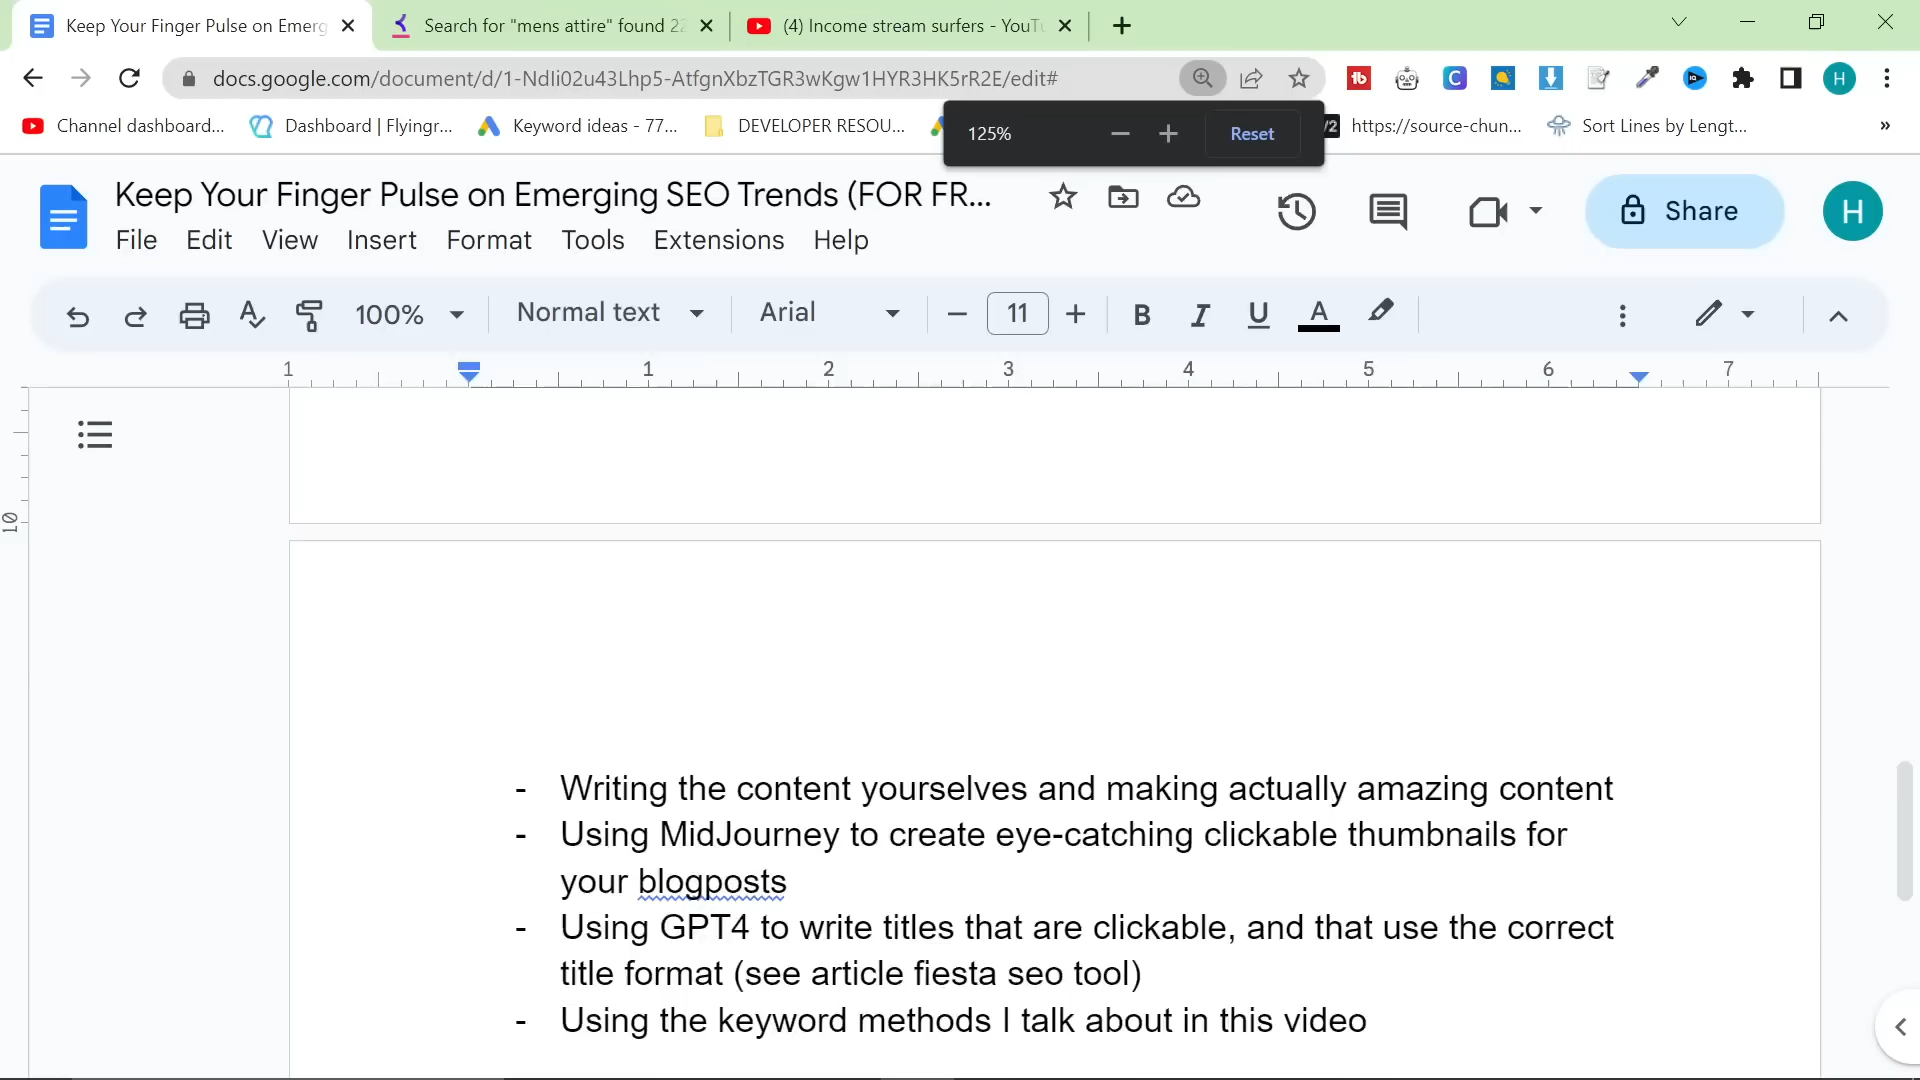 Keep Your Finger Pulse on Emerg
Search for "mens attire" found 22
(4) Income stream surfers - YouTu
docs.google.com/document/d/1-NdIi02u43Lhp5-AtfgnXbzTGR3wKgw1HYR3HK5rR2E/edit#
Channel dashboard...
Dashboard | Flyingr...
Keyword ideas - 77...
DEVELOPER RESOU...
https://source-chun...
Sort Lines by Lengt...
»
125%
Reset
Keep Your Finger Pulse on Emerging SEO Trends (FOR FR...
File Edit View Insert Format Tools Extensions Help
Share
H
100%
Normal text
Arial
11
B I U A
1 1 2 3 4 5 6 7
10
- Writing the content yourselves and making actually amazing content
- Using MidJourney to create eye-catching clickable thumbnails for
your blogposts
- Using GPT4 to write titles that are clickable, and that use the correct
title format (see article fiesta seo tool)
- Using the keyword methods I talk about in this video